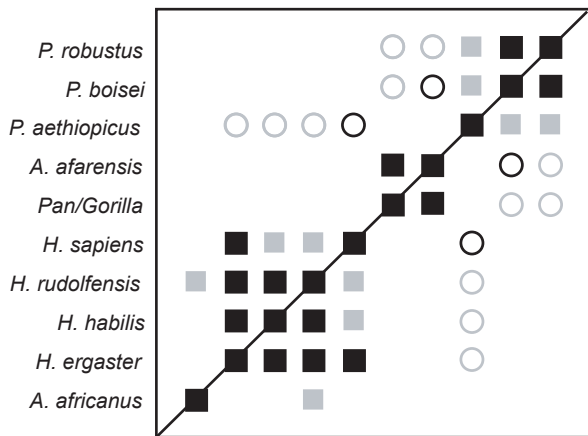 P. robustus
P. boisei
P. aethiopicus
A. afarensis
Pan/Gorilla
H. sapiens
H. rudolfensis
H. habilis
H. ergaster
A. africanus